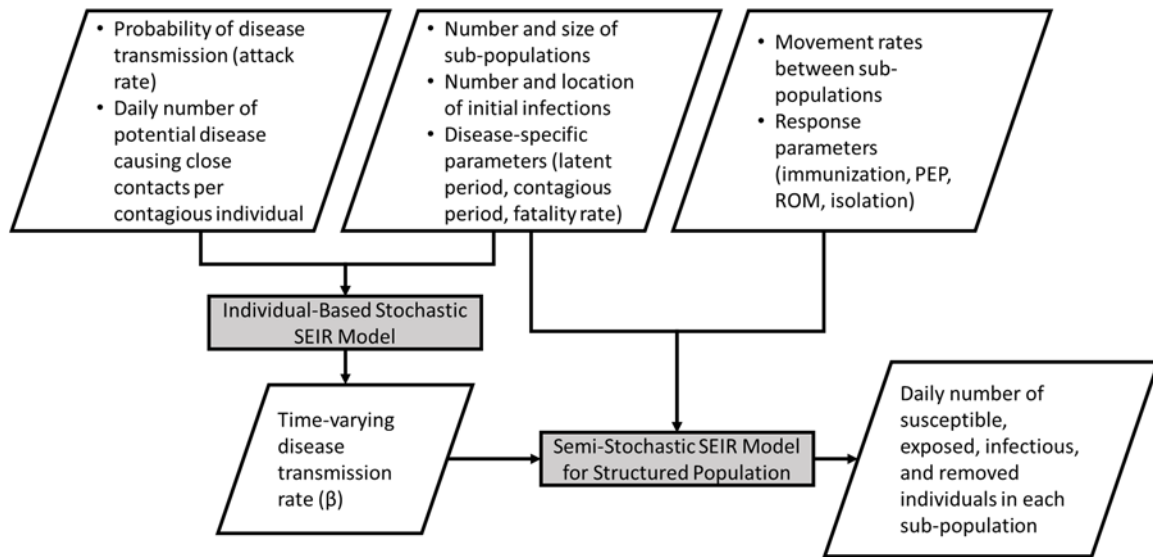 • Probability of disease
transmission (attack
rate)
• Daily number of
potential disease
causing close
contacts per
contagious individual
• Number and size of
sub-populations
• Number and location
of initial infections
• Disease-specific
parameters (latent
period, contagious
period, fatality rate)
• Movement rates
between sub-
populations
• Response
parameters
(immunization, PEP,
ROM, isolation)
Individual-Based Stochastic
SEIR Model
Time-varying
disease
transmission
rate (β)
Semi-Stochastic SEIR Model
for Structured Population
Daily number of
susceptible,
exposed, infectious,
and removed
individuals in each
sub-population